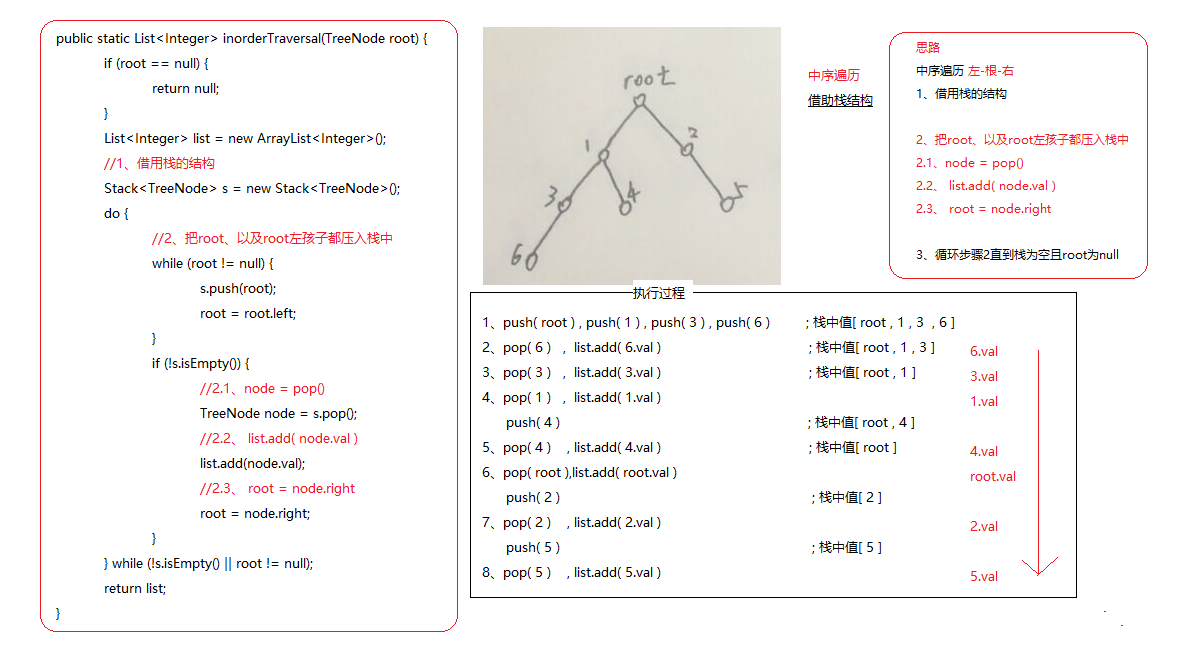 public static List<Integer> inorderTraversal(TreeNode root) {
if (root == null) {
return null;
}
List<Integer> list = new ArrayList<Integer>();
//1、借用栈的结构
Stack<TreeNode> s = new Stack<TreeNode>();
do {
//2、把root、以及root左孩子都压入栈中
while (root != null) {
s.push(root);
root = root.left;
}
if (!s.isEmpty()) {
//2.1、node = pop()
TreeNode node = s.pop();
//2.2、 list.add( node.val )
list.add(node.val);
//2.3、 root = node.right
root = node.right;
}
} while (!s.isEmpty() || root != null);
return list;
}
root
1
2
3
4
5
6
中序遍历
借助栈结构
思路
中序遍历 左-根-右
1、借用栈的结构
2、把root、以及root左孩子都压入栈中
2.1、node = pop()
2.2、 list.add( node.val )
2.3、 root = node.right
3、循环步骤2直到栈为空且root为null
执行过程
1、push( root ) , push( 1 ) , push( 3 ) , push( 6 ) ; 栈中值[ root , 1 , 3 , 6 ]
2、pop( 6 ) , list.add( 6.val ) ; 栈中值[ root , 1 , 3 ] 6.val
3、pop( 3 ) , list.add( 3.val ) ; 栈中值[ root , 1 ] 3.val
4、pop( 1 ) , list.add( 1.val ) 1.val
push( 4 ) ; 栈中值[ root , 4 ]
5、pop( 4 ) , list.add( 4.val ) ; 栈中值[ root ] 4.val
6、pop( root ),list.add( root.val ) root.val
push( 2 ) ; 栈中值[ 2 ]
7、pop( 2 ) , list.add( 2.val ) 2.val
push( 5 ) ; 栈中值[ 5 ]
8、pop( 5 ) , list.add( 5.val ) 5.val